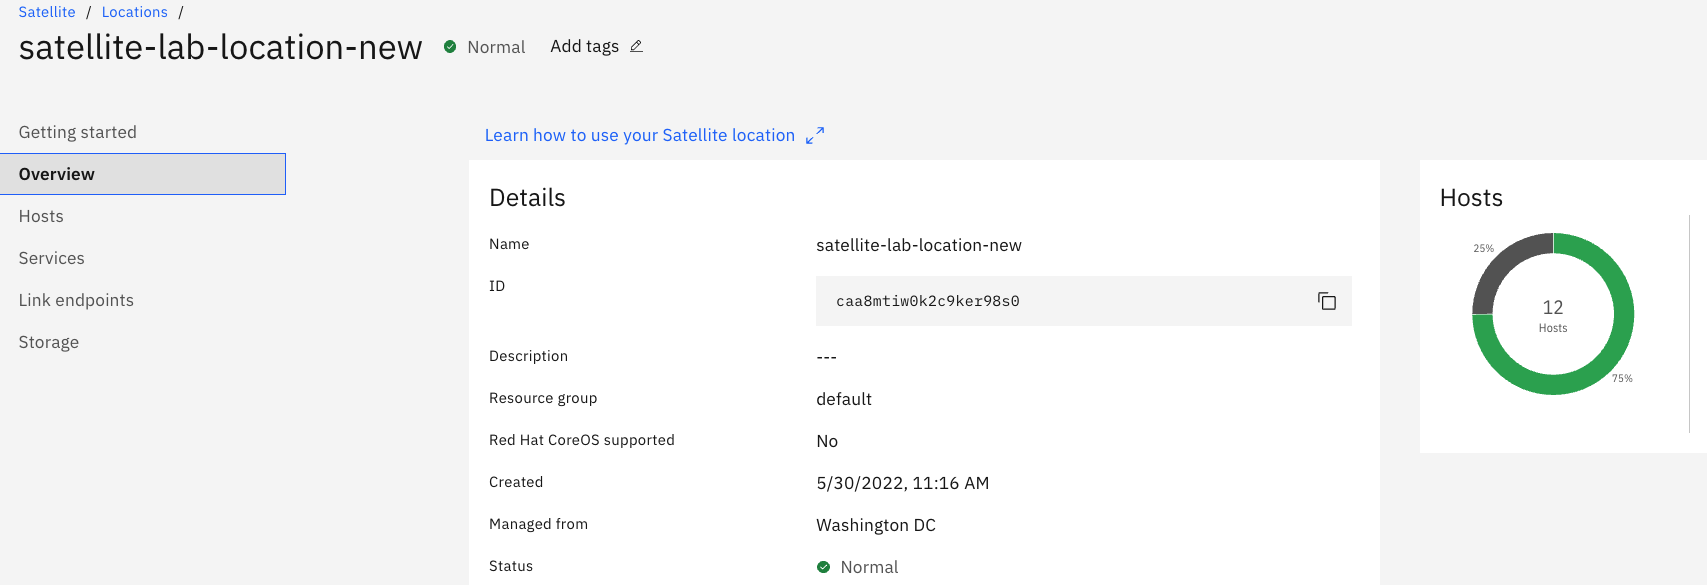 Satellite / Locations /
satellite-lab-location-new Normal Add tags
Getting started
Overview
Hosts
Services
Link endpoints
Storage
Learn how to use your Satellite location
Details
Name satellite-lab-location-new
ID caa8mtiw0k2c9ker98s0
Description ---
Resource group default
Red Hat CoreOS supported No
Created 5/30/2022, 11:16 AM
Managed from Washington DC
Status Normal
Hosts
25%
12
Hosts
75%